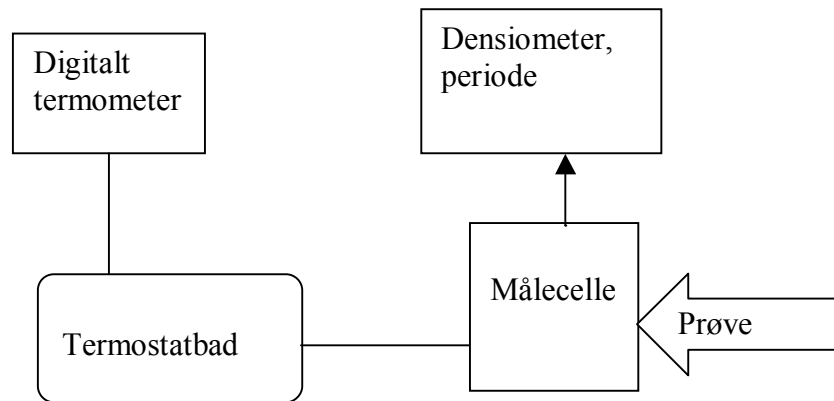 Digitalt
termometer
Densiometer,
periode
Målecelle
Prøve
Termostatbad